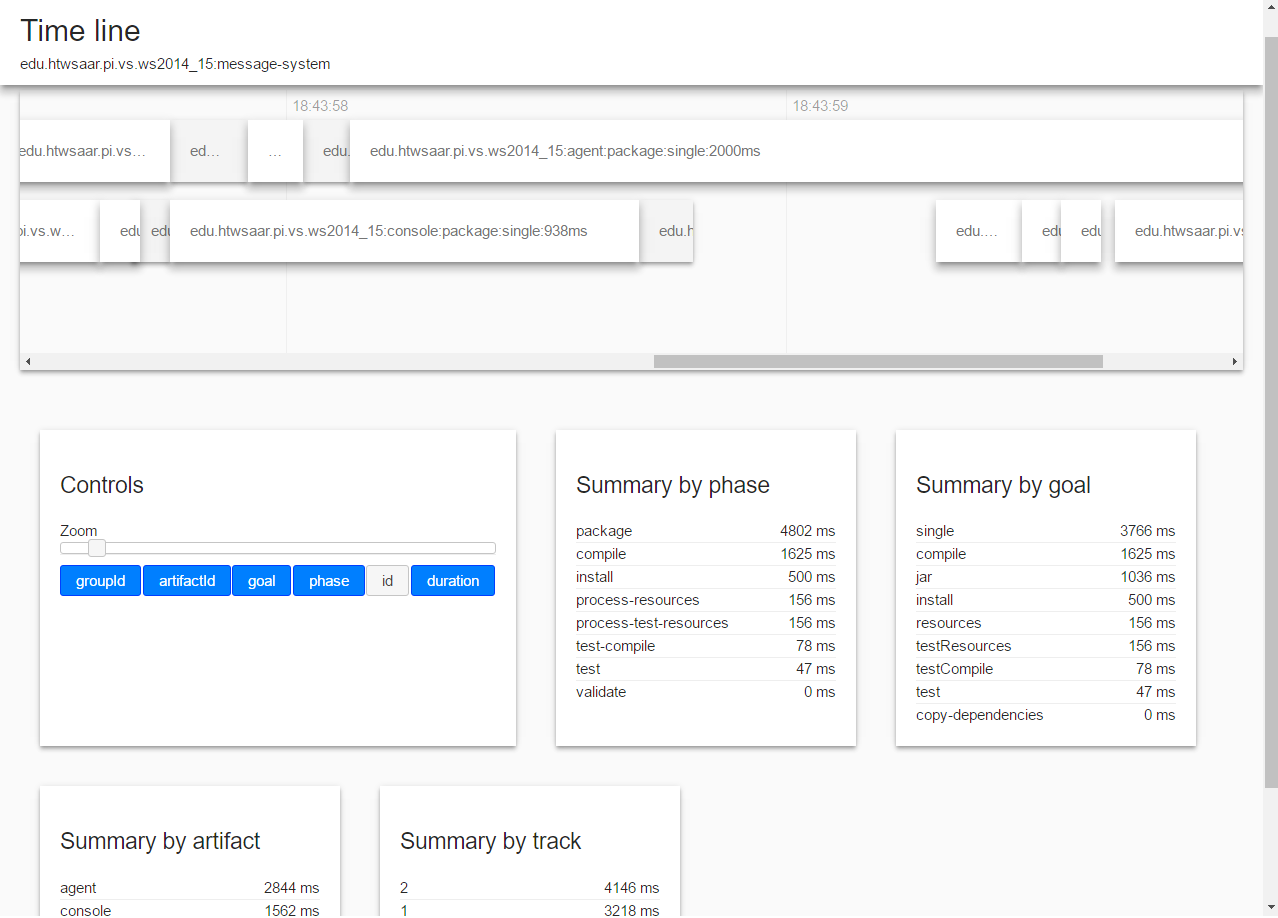 Time line
edu.htwsaar.pi.vs.ws2014_15:message-system
18:43:58 18:43:59
edu.htwsaar.pi.vs... ed... ... edu. edu.htwsaar.pi.vs.ws2014_15:agent:package:single:2000ms
pi.vs.w... edu edu edu.htwsaar.pi.vs.ws2014_15:console:package:single:938ms edu.h edu.... edu edu edu.htwsaar.pi.vs
Controls
Zoom
groupId artifactId goal phase id duration
Summary by phase
package 4802 ms
compile 1625 ms
install 500 ms
process-resources 156 ms
process-test-resources 156 ms
test-compile 78 ms
test 47 ms
validate 0 ms
Summary by goal
single 3766 ms
compile 1625 ms
jar 1036 ms
install 500 ms
resources 156 ms
testResources 156 ms
testCompile 78 ms
test 47 ms
copy-dependencies 0 ms
Summary by artifact
agent 2844 ms
console 1562 ms
Summary by track
2 4146 ms
1 3218 ms